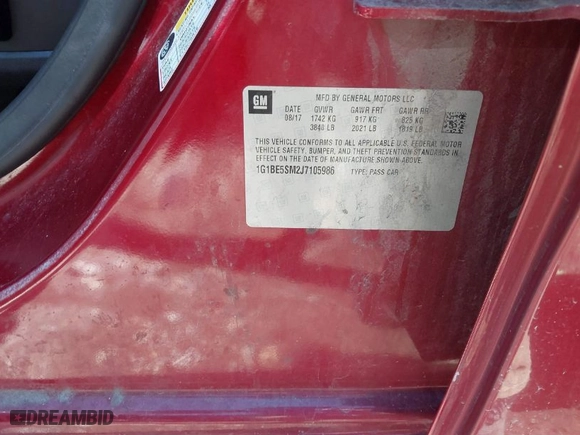 GM
MFD BY GENERAL MOTORS LLC
DATE GVWR GAWR FRT GAWR RR
08/17 1742 KG 917 KG 825 KG
3840 LB 2021 LB 1819 LB
THIS VEHICLE CONFORMS TO ALL APPLICABLE U.S. FEDERAL MOTOR
VEHICLE SAFETY, BUMPER, AND THEFT PREVENTION STANDARDS IN
EFFECT ON THE DATE OF MANUFACTURE SHOWN ABOVE.
1G1BE5SM2J7105986 TYPE: PASS CAR
DREAMBID